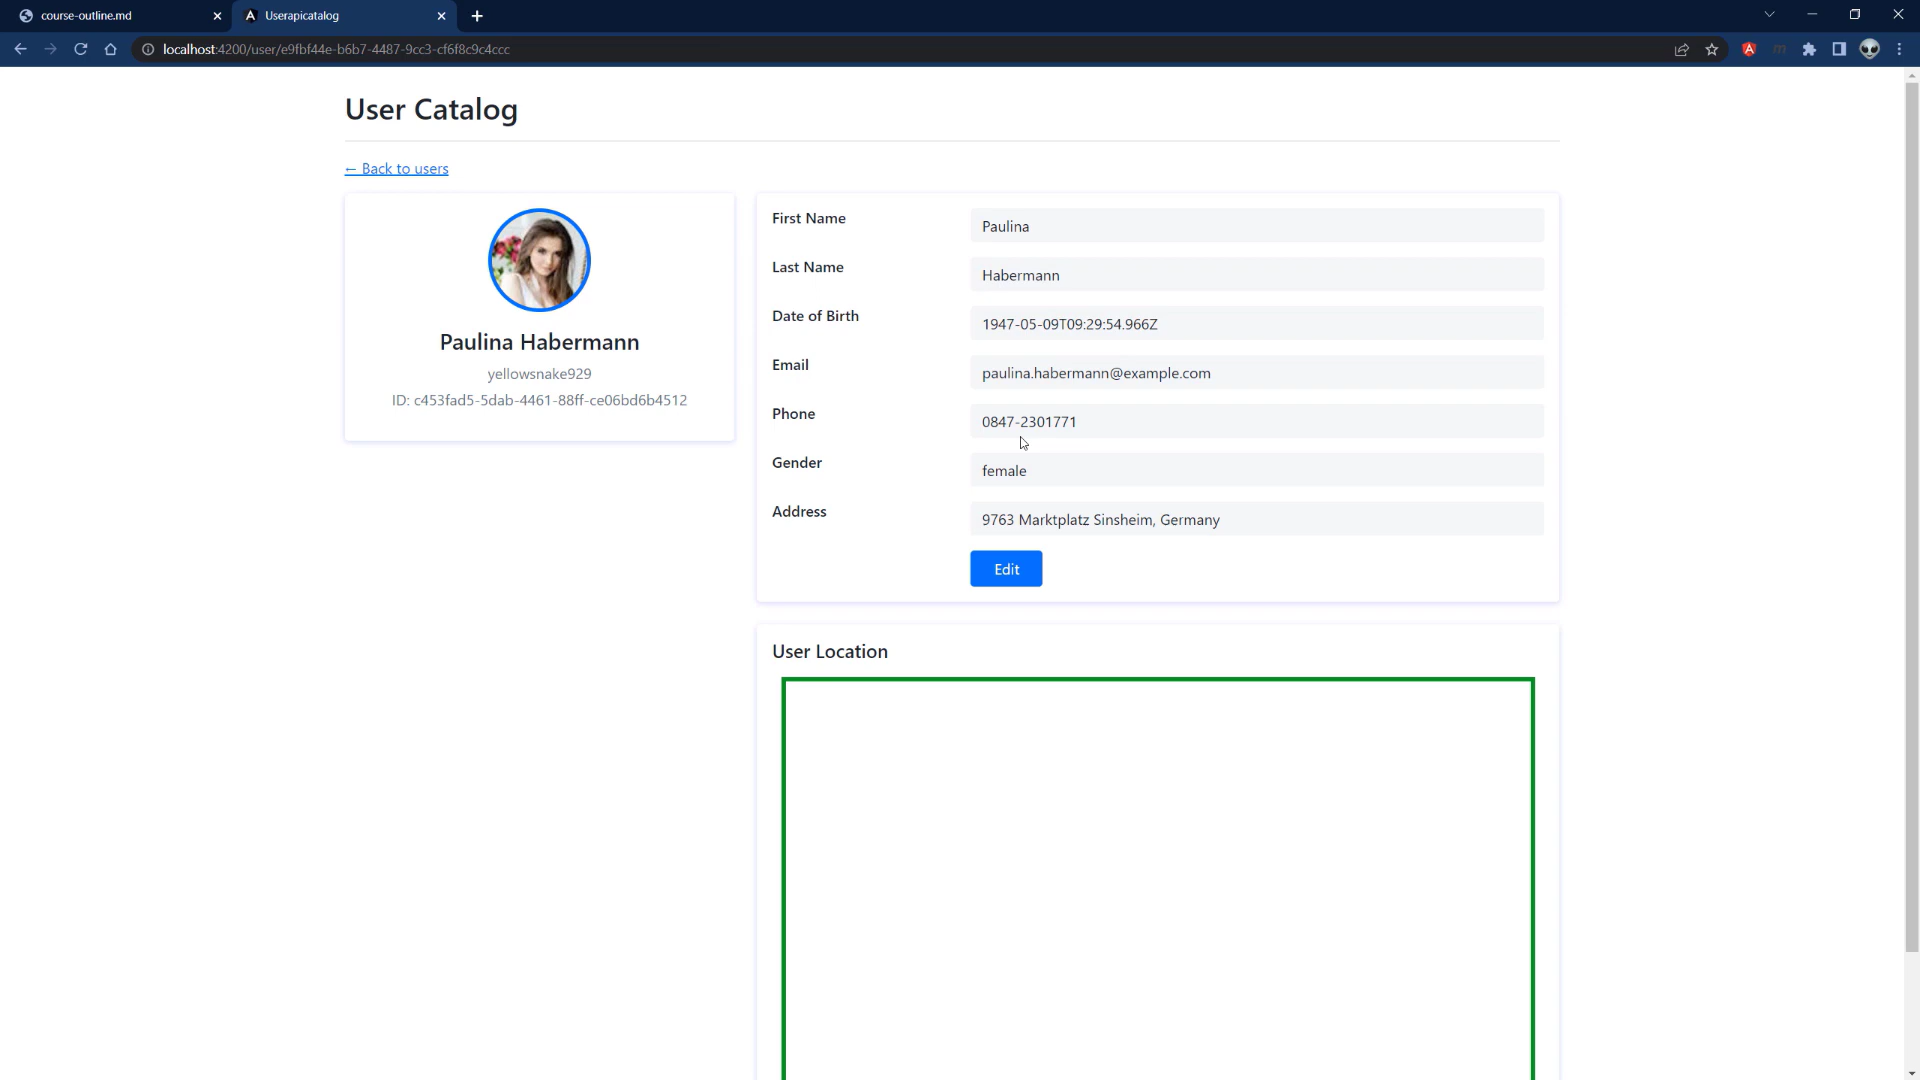 course-outline.md
Userapicatalog
localhost:4200/user/e9fbf44e-b6b7-4487-9cc3-cf6f8c9c4ccc
User Catalog
← Back to users
Paulina Habermann
yellowsnake929
ID: c453fad5-5dab-4461-88ff-ce06bd6b4512
First Name
Paulina
Last Name
Habermann
Date of Birth
1947-05-09T09:29:54.966Z
Email
paulina.habermann@example.com
Phone
0847-2301771
Gender
female
Address
9763 Marktplatz Sinsheim, Germany
Edit
User Location